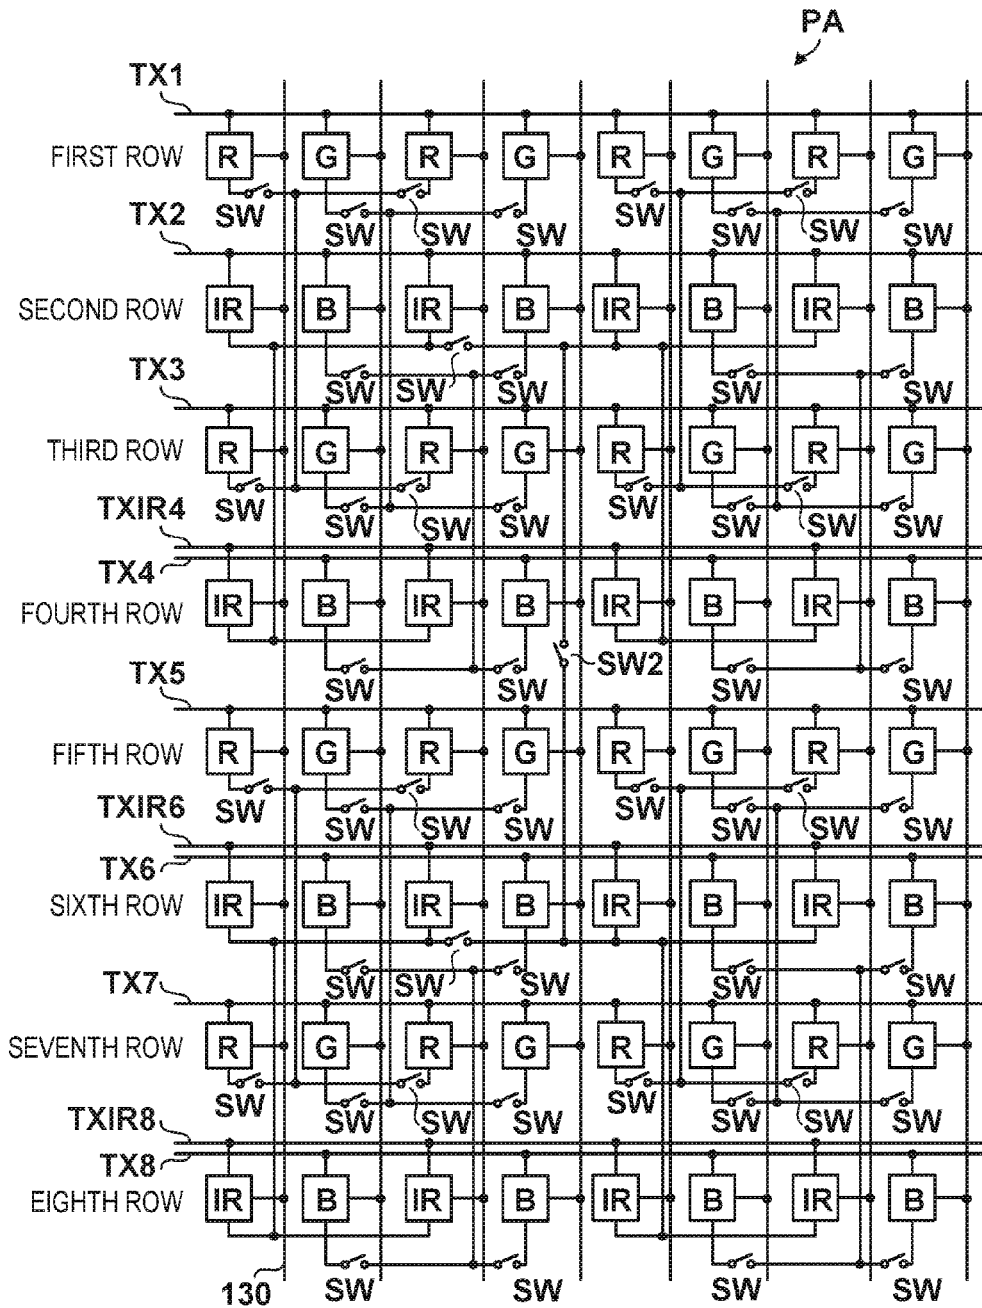 PA
TX1
FIRST ROW R G R G R G R G
SW SW SW SW SW SW SW SW
TX2
SECOND ROW IR B IR B IR B IR B
SW SW SW SW SW
TX3
THIRD ROW R G R G R G R G
SW SW SW SW SW SW SW SW
TXIR4
TX4
FOURTH ROW IR B IR B IR B IR B
SW2
SW SW SW SW
TX5
FIFTH ROW R G R G R G R G
SW SW SW SW SW SW SW SW
TXIR6
TX6
SIXTH ROW IR B IR B IR B IR B
SW SW SW SW SW
TX7
SEVENTH ROW R G R G R G R G
SW SW SW SW SW SW SW SW
TXIR8
TX8
EIGHTH ROW IR B IR B IR B IR B
130 SW SW SW SW